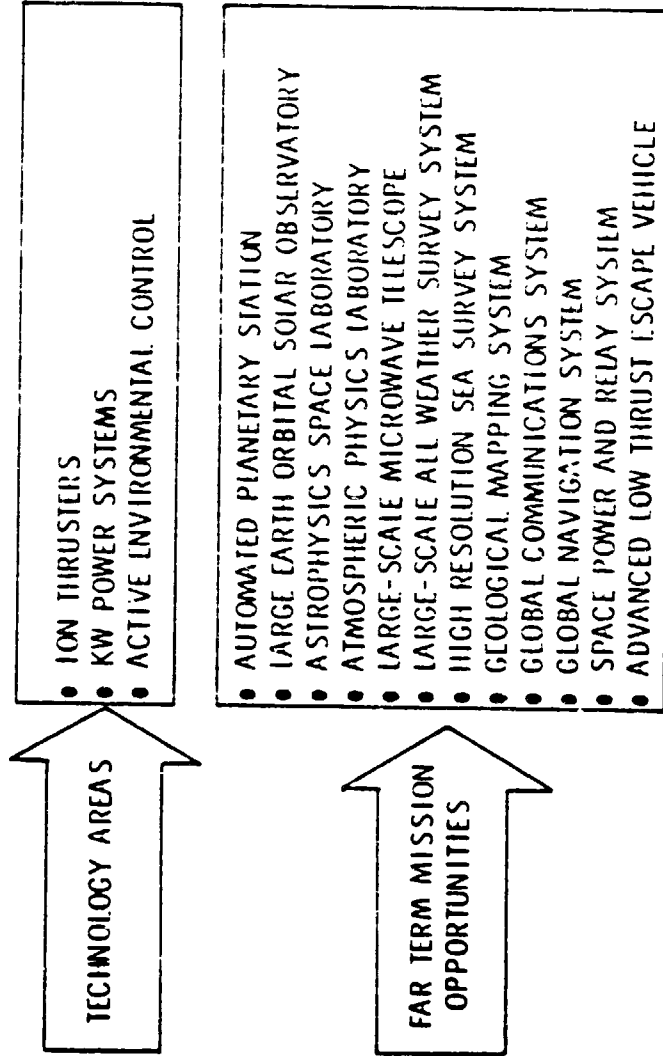 TECHNOLOGY AREAS
• ION THRUSTERS
• KW POWER SYSTEMS
• ACTIVE ENVIRONMENTAL CONTROL
FAR TERM MISSION
OPPORTUNITIES
• AUTOMATED PLANETARY STATION
• LARGE EARTH ORBITAL SOLAR OBSERVATORY
• ASTROPHYSICS SPACE LABORATORY
• ATMOSPHERIC PHYSICS LABORATORY
• LARGE-SCALE MICROWAVE TELESCOPE
• LARGE-SCALE ALL WEATHER SURVEY SYSTEM
• HIGH RESOLUTION SEA SURVEY SYSTEM
• GEOLOGICAL MAPPING SYSTEM
• GLOBAL COMMUNICATIONS SYSTEM
• GLOBAL NAVIGATION SYSTEM
• SPACE POWER AND RELAY SYSTEM
• ADVANCED LOW THRUST ESCAPE VEHICLE